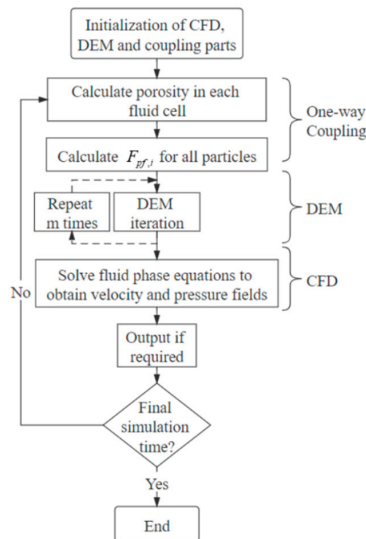 Initialization of CFD,
DEM and coupling parts
Calculate porosity in each
fluid cell
One-way
Coupling
Calculate F_{pf,i} for all particles
Repeat
m times
DEM
iteration
DEM
Solve fluid phase equations to
obtain velocity and pressure fields
CFD
No
Output if
required
Final
simulation
time?
Yes
End